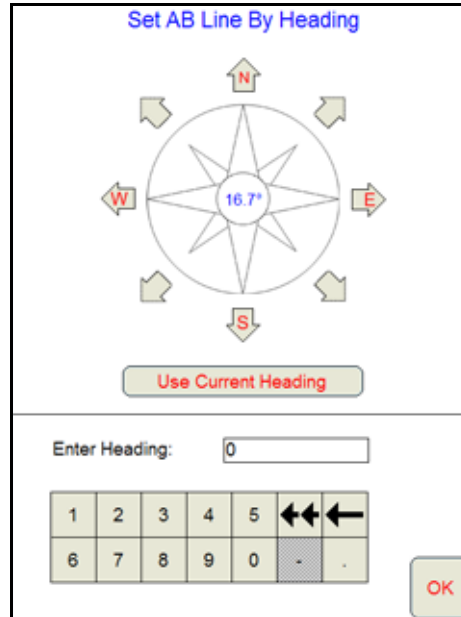 Set AB Line By Heading
N
W
16.7°
E
S
Use Current Heading
Enter Heading: 0
1 2 3 4 5
6 7 8 9 0 - .
OK